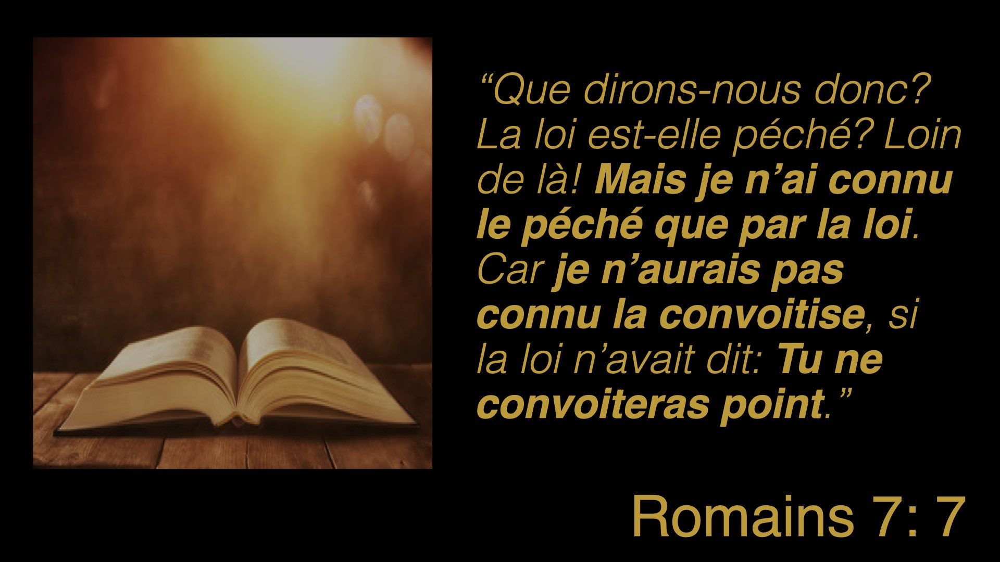 “Que dirons-nous donc?
La loi est-elle péché? Loin
de là! Mais je n’ai connu
le péché que par la loi.
Car je n’aurais pas
connu la convoitise, si
la loi n’avait dit: Tu ne
convoiteras point.”
Romains 7: 7